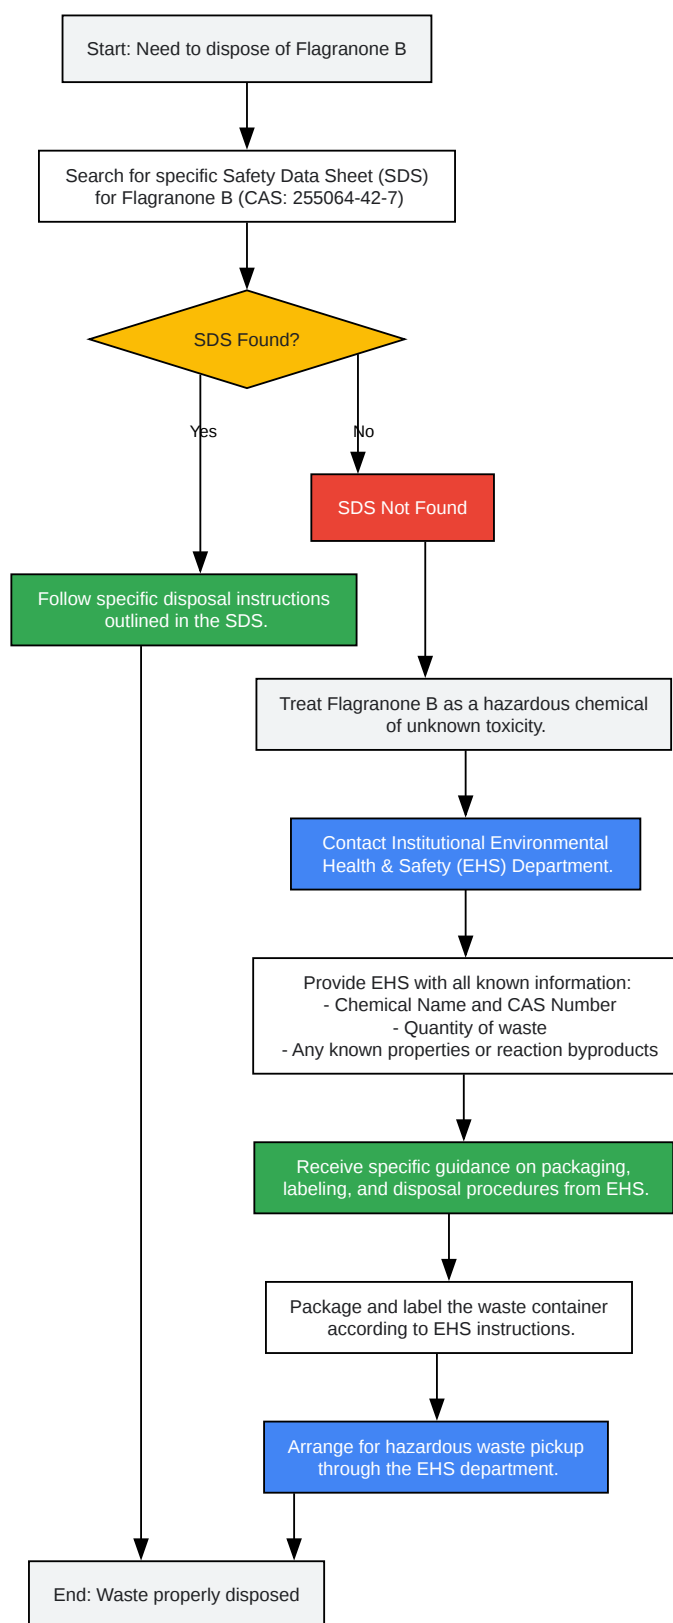 Start: Need to dispose of Flagranone B
Search for specific Safety Data Sheet (SDS)
for Flagranone B (CAS: 255064-42-7)
SDS Found?
Yes
No
SDS Not Found
Follow specific disposal instructions
outlined in the SDS.
Treat Flagranone B as a hazardous chemical
of unknown toxicity.
Contact Institutional Environmental
Health & Safety (EHS) Department.
Provide EHS with all known information:
- Chemical Name and CAS Number
- Quantity of waste
- Any known properties or reaction byproducts
Receive specific guidance on packaging,
labeling, and disposal procedures from EHS.
Package and label the waste container
according to EHS instructions.
Arrange for hazardous waste pickup
through the EHS department.
End: Waste properly disposed